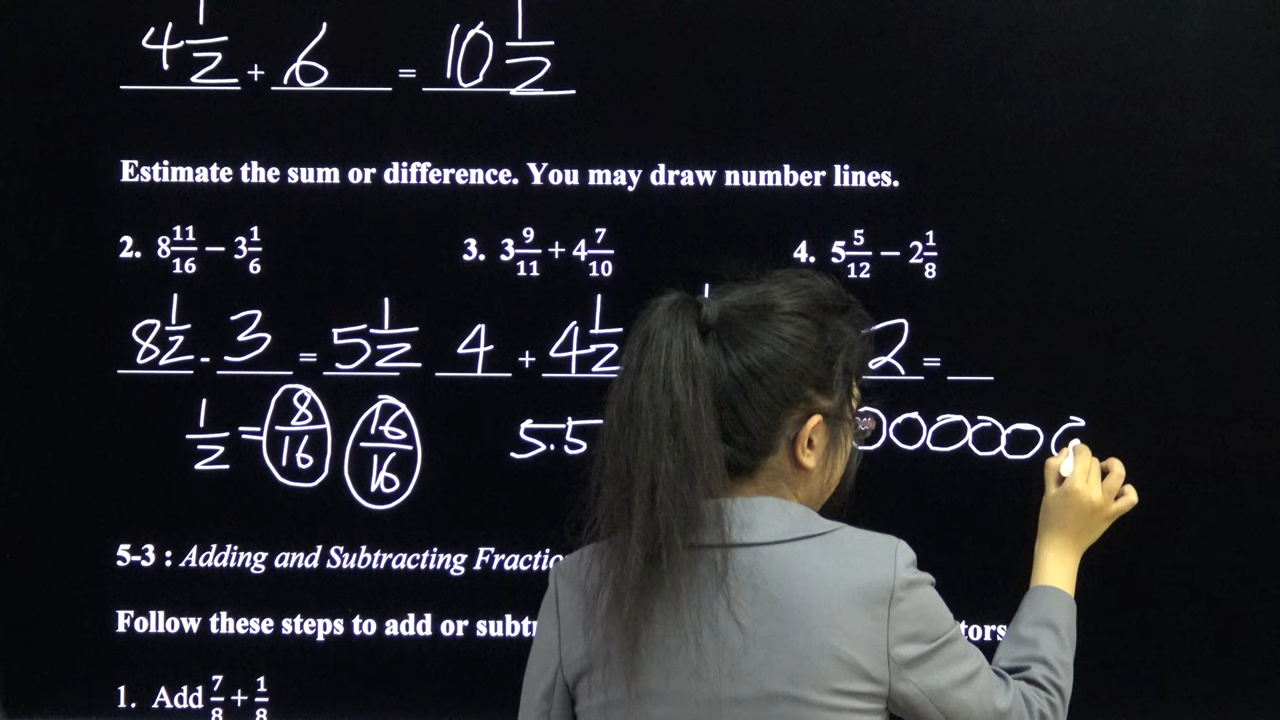 4 1/2 + 6 = 10 1/2
Estimate the sum or difference. You may draw number lines.
2. 8 11/16 − 3 1/6 3. 3 9/11 + 4 7/10 4. 5 5/12 − 2 1/8
8 1/2 - 3 = 5 1/2 4 + 4 1/2 2 = __
1/2 = 8/16 16/16 5.5
5-3 : Adding and Subtracting
Follow these steps to add or
1. Add 7/8 + 1/8